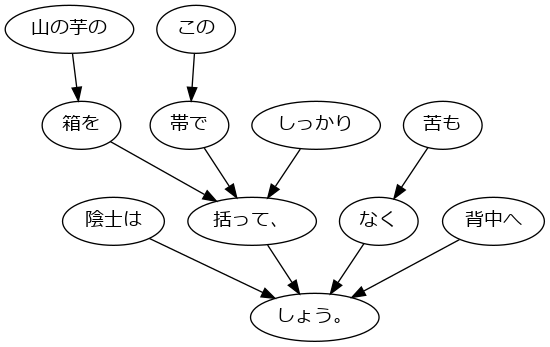 山の芋の
この
箱を
帯で
しっかり
苦も
陰士は
括って、
なく
背中へ
しょう。